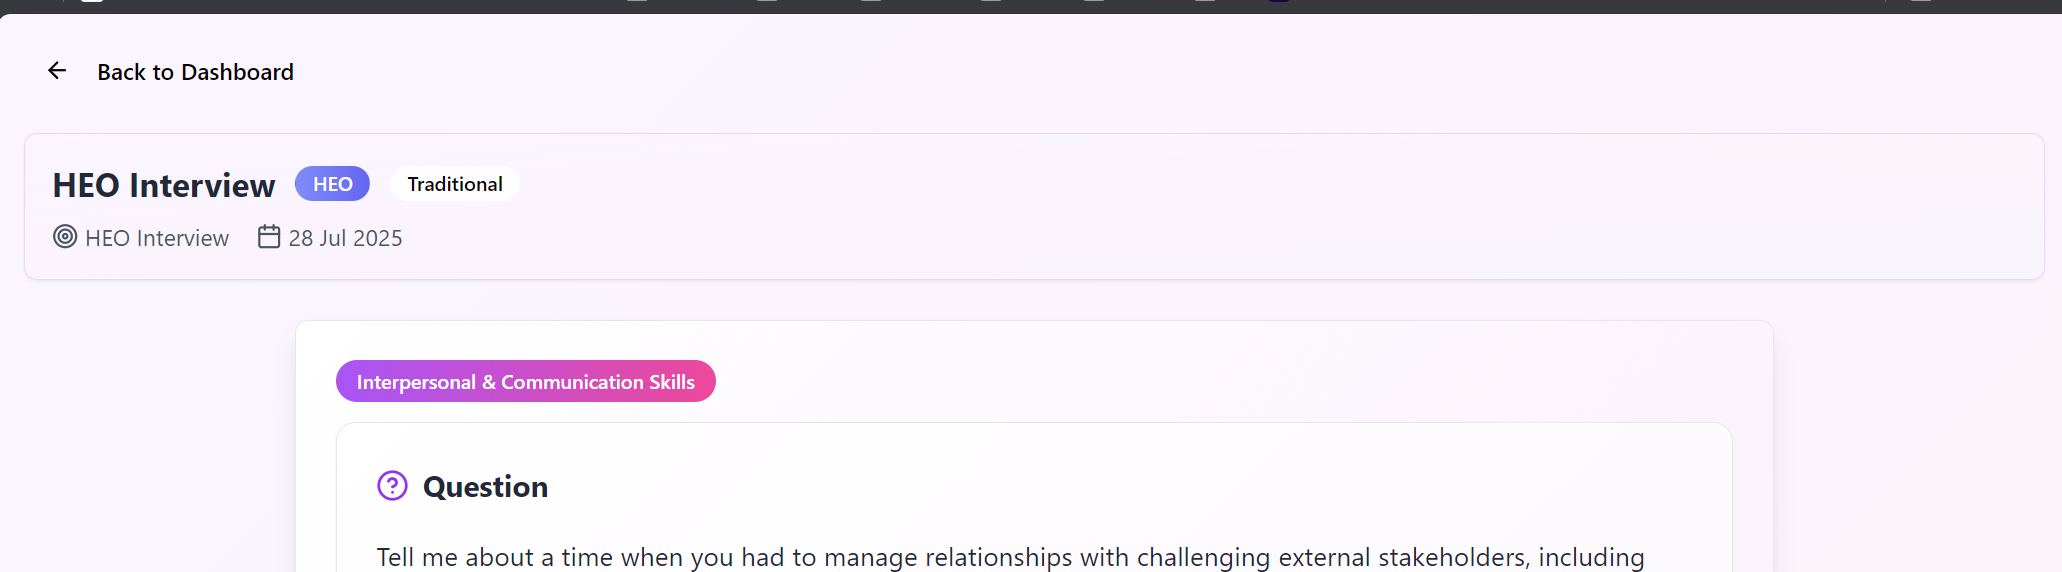 Back to Dashboard
HEO Interview HEO Traditional
HEO Interview 28 Jul 2025
Interpersonal & Communication Skills
Question
Tell me about a time when you had to manage relationships with challenging external stakeholders, including